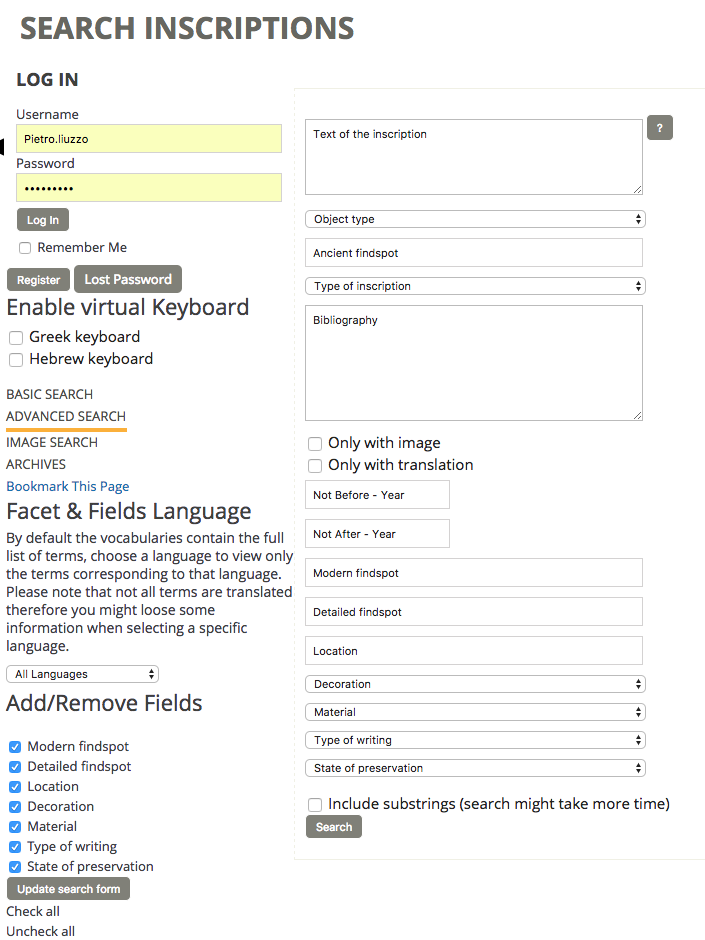 SEARCH INSCRIPTIONS
LOG IN
Username
Pietro.liuzzo
Password
•••••••••
Log In
Remember Me
Register
Lost Password
Enable virtual Keyboard
Greek keyboard
Hebrew keyboard
BASIC SEARCH
ADVANCED SEARCH
IMAGE SEARCH
ARCHIVES
Bookmark This Page
Facet & Fields Language
By default the vocabularies contain the full
list of terms, choose a language to view only
the terms corresponding to that language.
Please note that not all terms are translated
therefore you might loose some
information when selecting a specific
language.
All Languages
Add/Remove Fields
Modern findspot
Detailed findspot
Location
Decoration
Material
Type of writing
State of preservation
Update search form
Check all
Uncheck all
Text of the inscription
?
Object type
Ancient findspot
Type of inscription
Bibliography
Only with image
Only with translation
Not Before - Year
Not After - Year
Modern findspot
Detailed findspot
Location
Decoration
Material
Type of writing
State of preservation
Include substrings (search might take more time)
Search